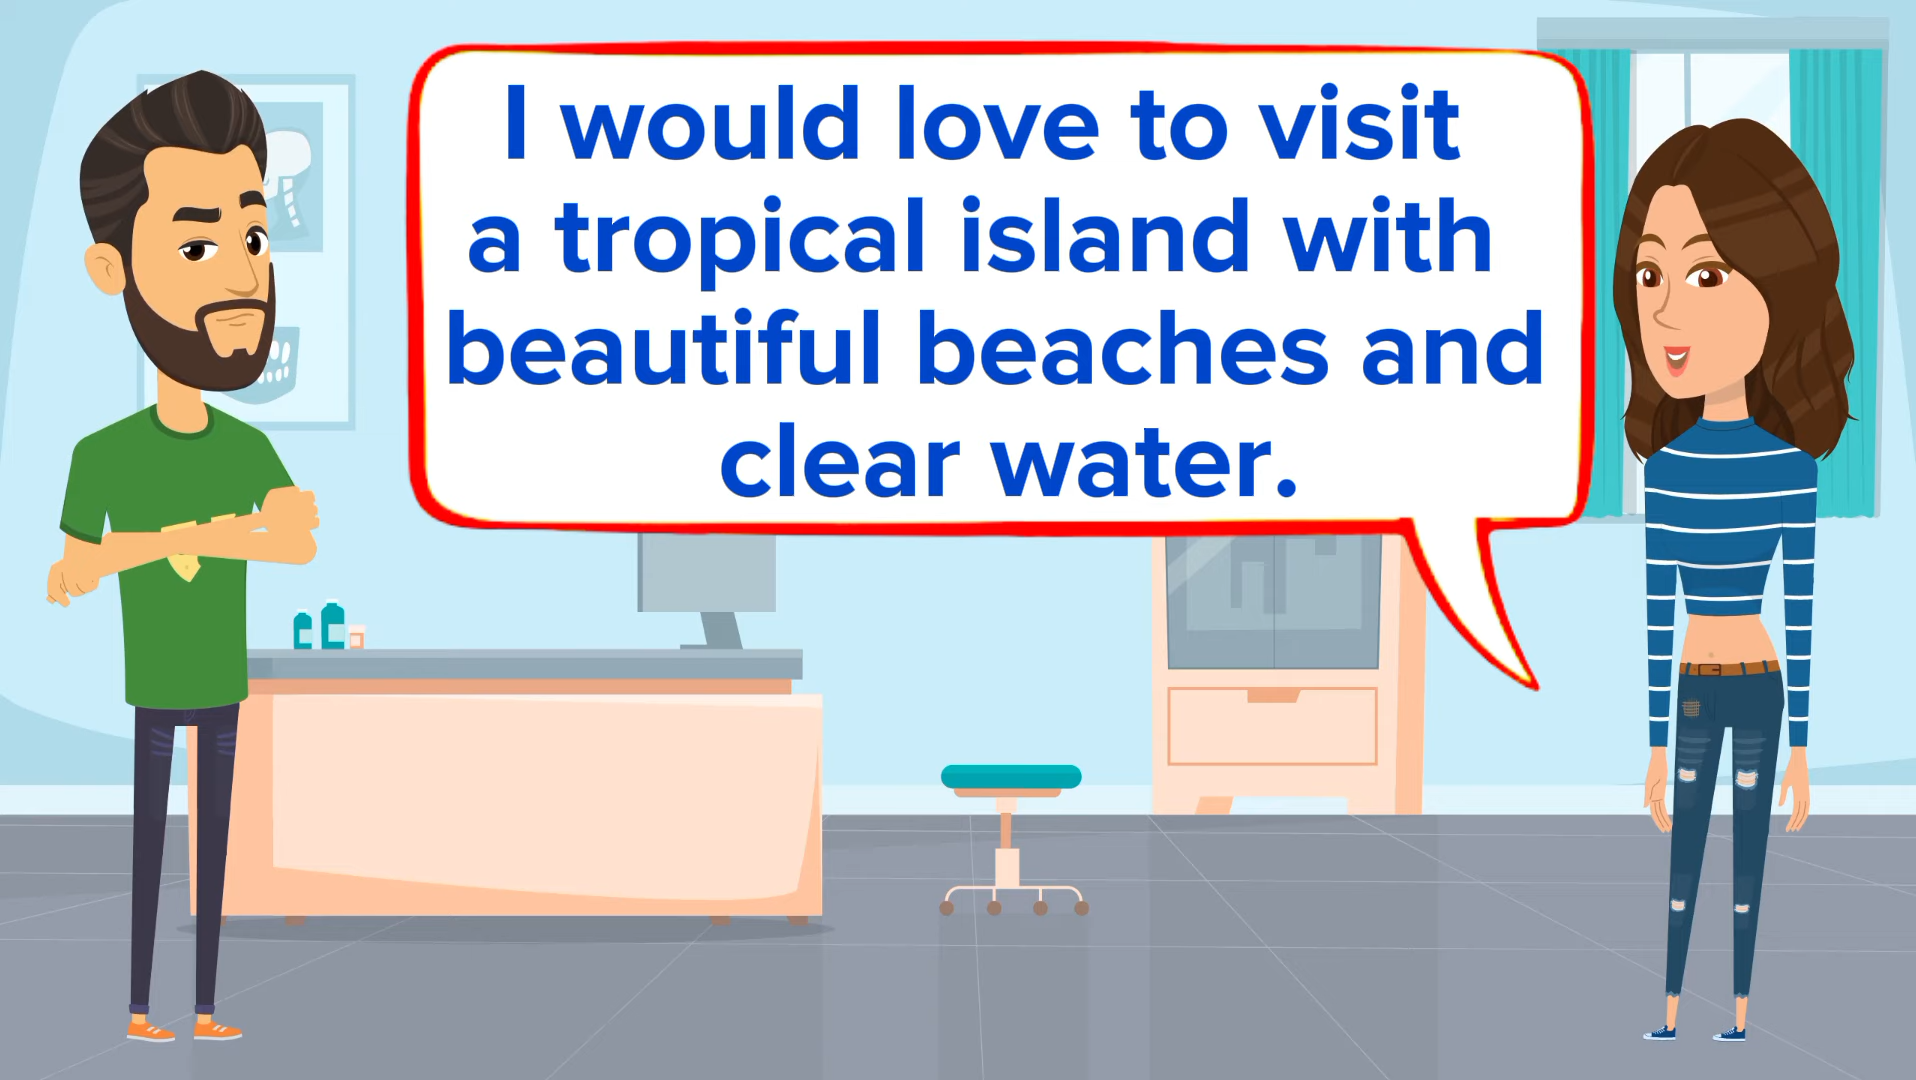 I would love to visit
a tropical island with
beautiful beaches and
clear water.